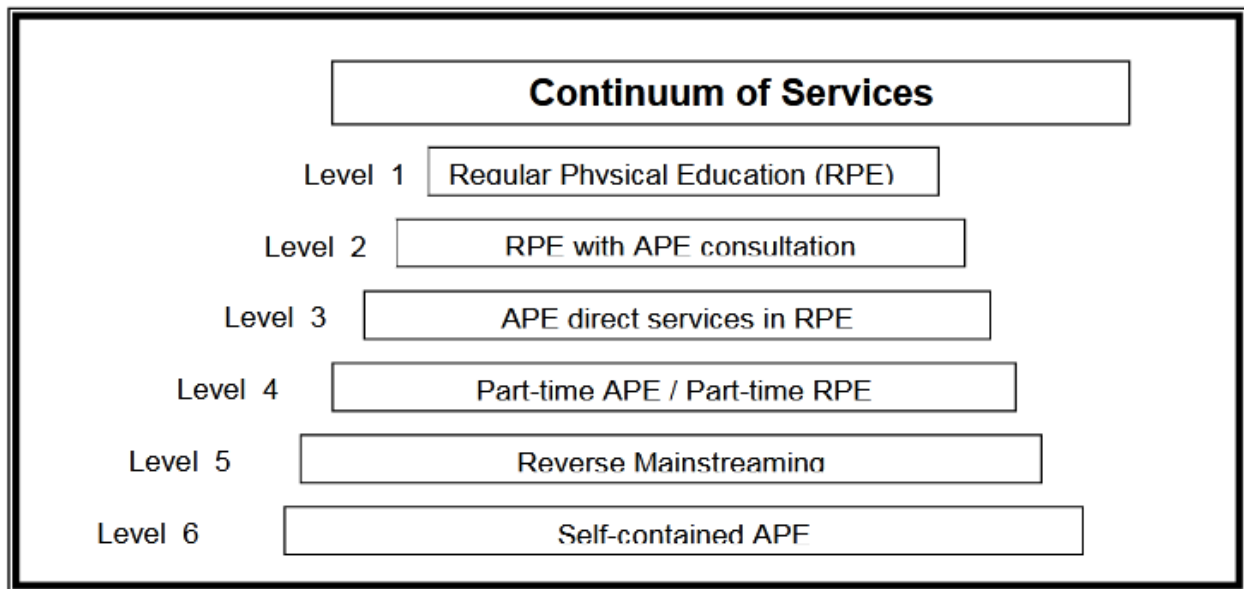 Continuum of Services
Level 1 Regular Physical Education (RPE)
Level 2 RPE with APE consultation
Level 3 APE direct services in RPE
Level 4 Part-time APE / Part-time RPE
Level 5 Reverse Mainstreaming
Level 6 Self-contained APE